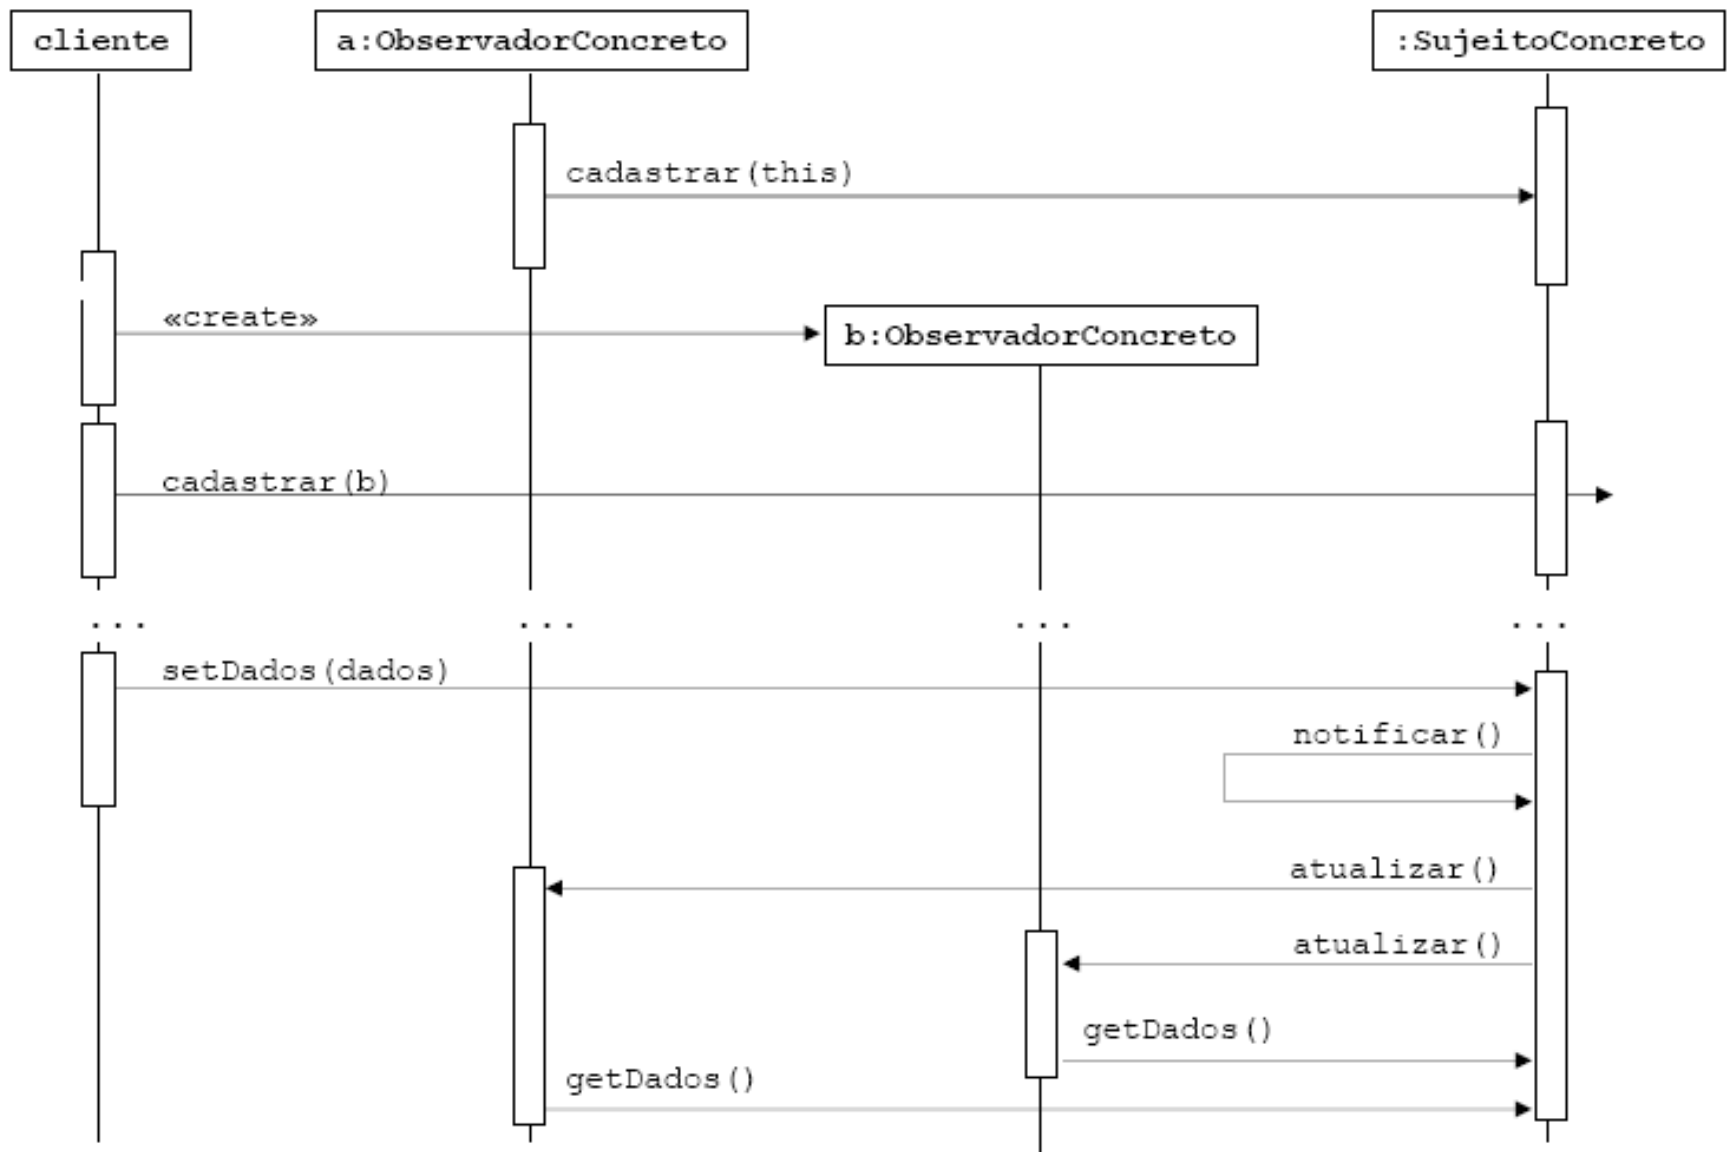 cliente
a:ObservadorConcreto
:SujeitoConcreto
cadastrar(this)
«create»
b:ObservadorConcreto
cadastrar(b)
... ... ... ...
setDados(dados)
notificar()
atualizar()
atualizar()
getDados()
getDados()